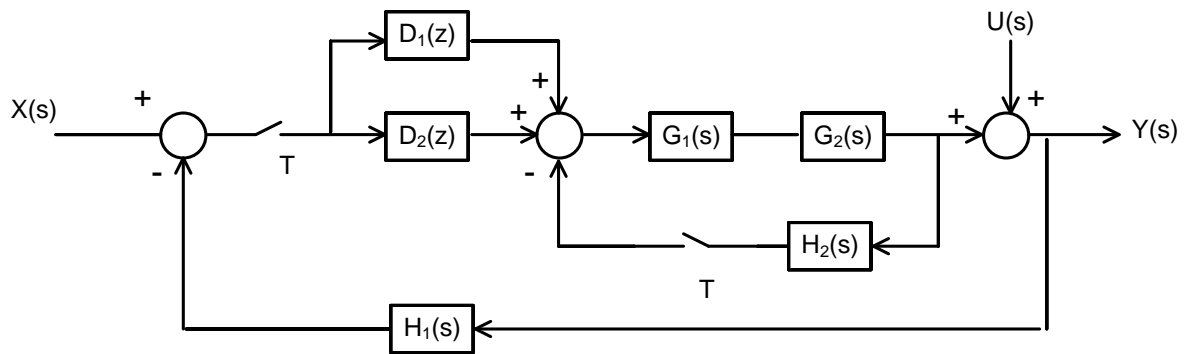 D₁(z)
U(s)
+
+
X(s)
+
D₂(z)
+
G₁(s)
G₂(s)
+
Y(s)
T
-
-
H₂(s)
T
H₁(s)